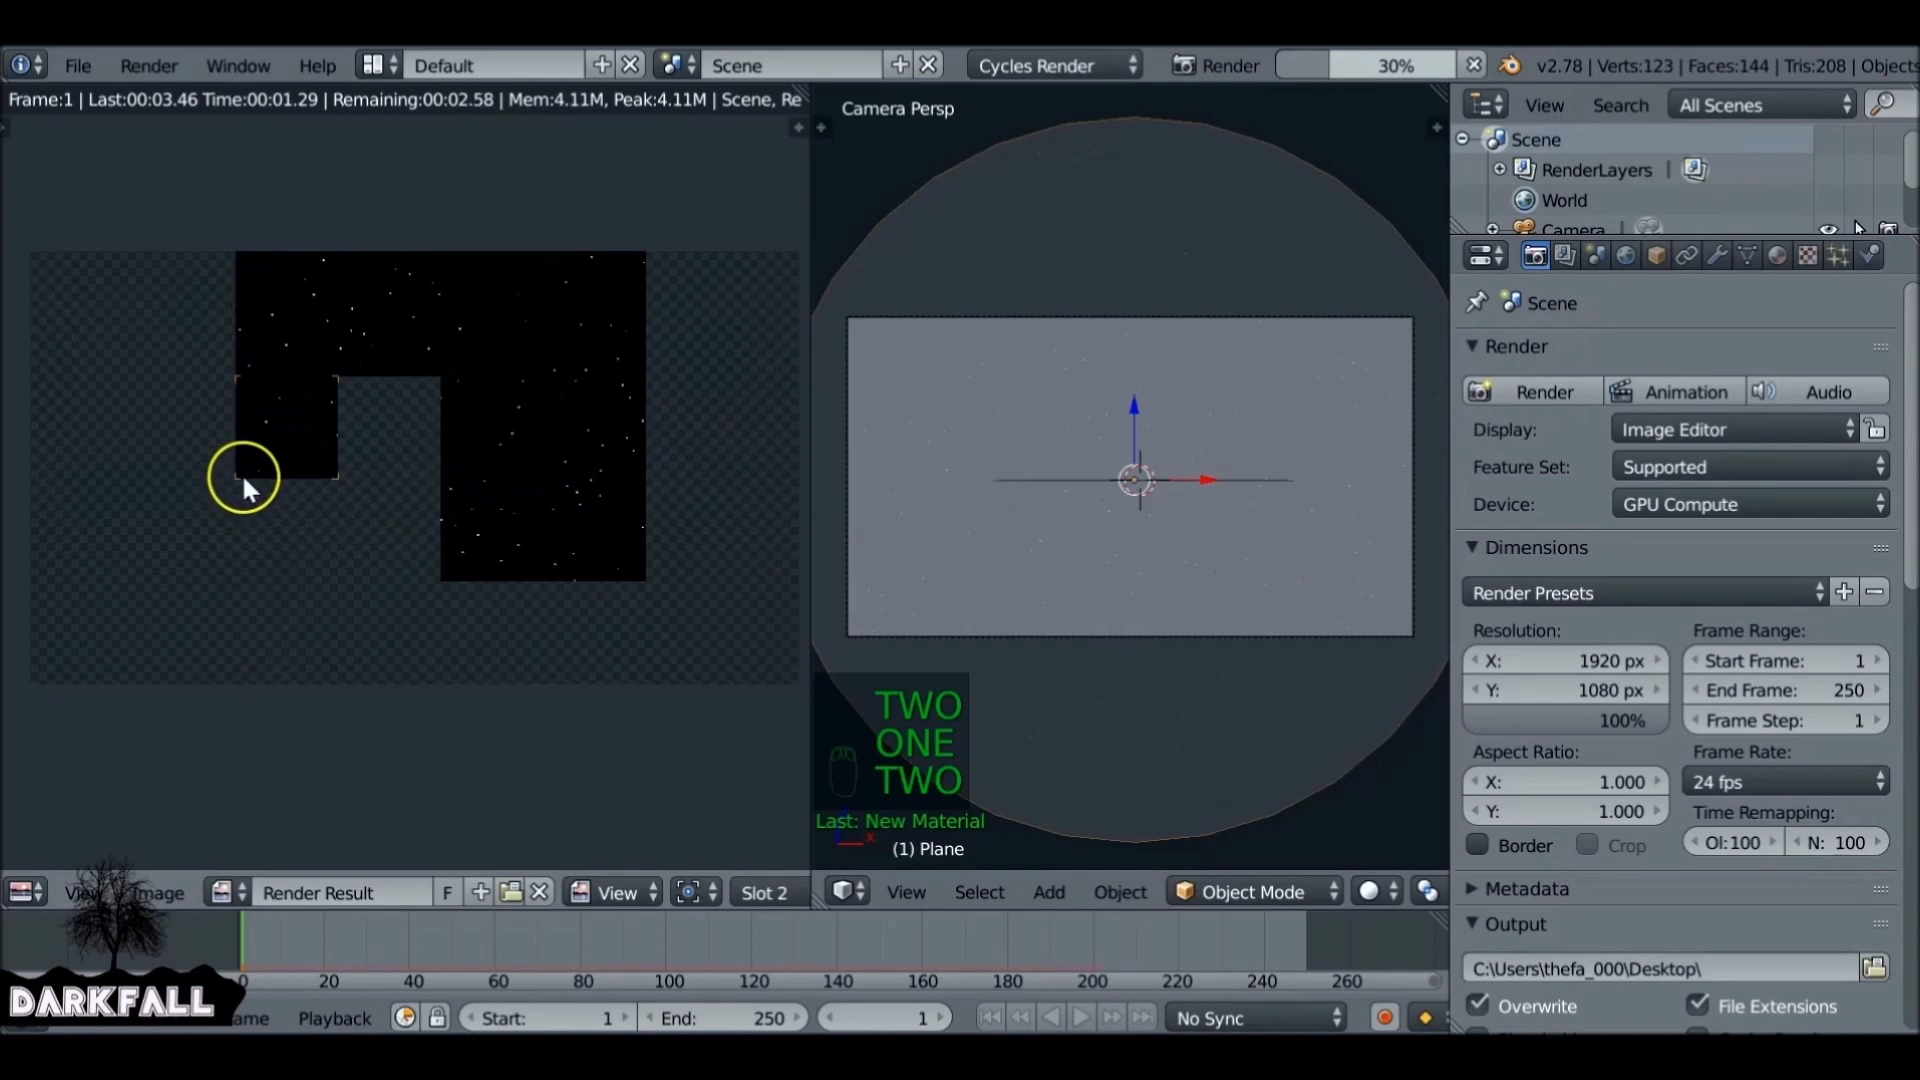 File Render Window Help Default Scene Cycles Render Render 30% v2.78 | Verts:123 | Faces:144 | Tris:208 | Objects
Frame:1 | Last:00:03.46 Time:00:01.29 | Remaining:00:02.58 | Mem:4.11M, Peak:4.11M | Scene, Re
Camera Persp
View Search All Scenes
Scene
RenderLayers
World
Camera
Scene
Render
Render Animation Audio
Display: Image Editor
Feature Set: Supported
Device: GPU Compute
Dimensions
Render Presets
Resolution: Frame Range:
X: 1920 px Start Frame: 1
Y: 1080 px End Frame: 250
100% Frame Step: 1
Aspect Ratio: Frame Rate:
X: 1.000 24 fps
Y: 1.000 Time Remapping:
Border Crop Ol:100 N: 100
Metadata
Output
C:\Users\thefa_000\Desktop\
Overwrite File Extensions
TWO
ONE
TWO
Last: New Material
(1) Plane
Image Render Result F View Slot 2
View Select Add Object Object Mode
0 20 40 60 80 100 120 140 160 180 200 220 240 260
DARKFALL
ame Playback Start: 1 End: 250 1 No Sync